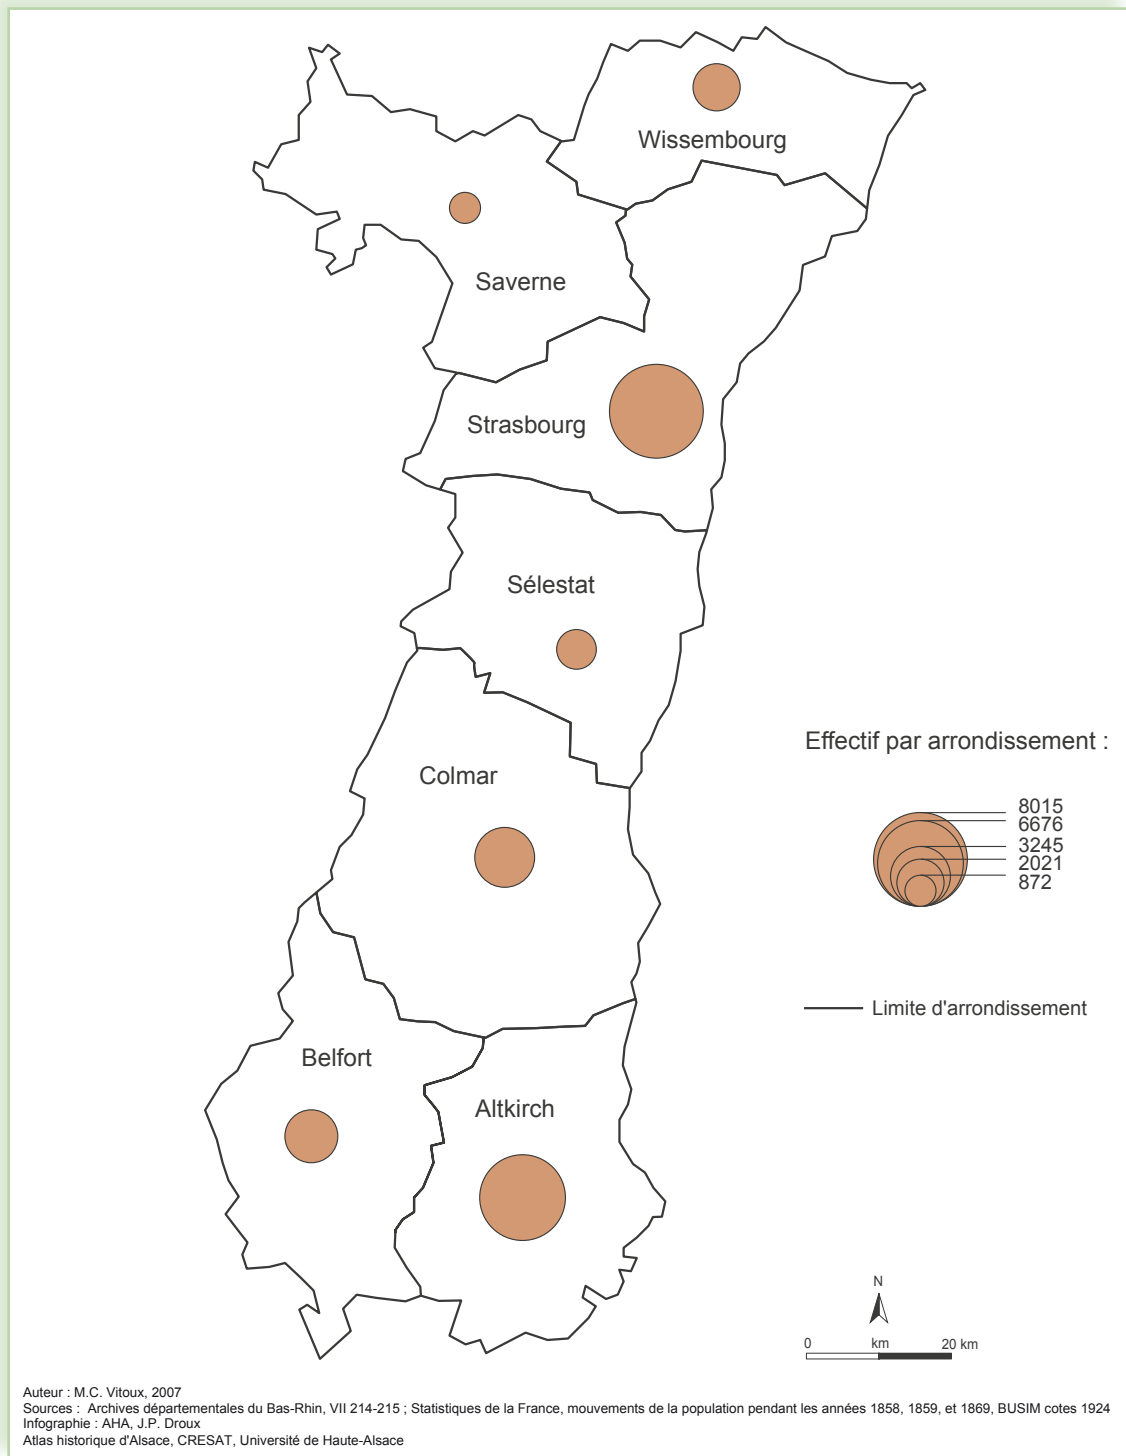 Wissembourg
Saverne
Strasbourg
Sélestat
Effectif par arrondissement :
Colmar
8015
6676
3245
2021
872
Limite d'arrondissement
Belfort
Altkirch
N
0 km 20 km
Auteur : M.C. Vitoux, 2007
Sources : Archives départementales du Bas-Rhin, VII 214-215 ; Statistiques de la France, mouvements de la population pendant les années 1858, 1859, et 1869, BUSIM cotes 1924
Infographie : AHA, J.P. Droux
Atlas historique d'Alsace, CRESAT, Université de Haute-Alsace